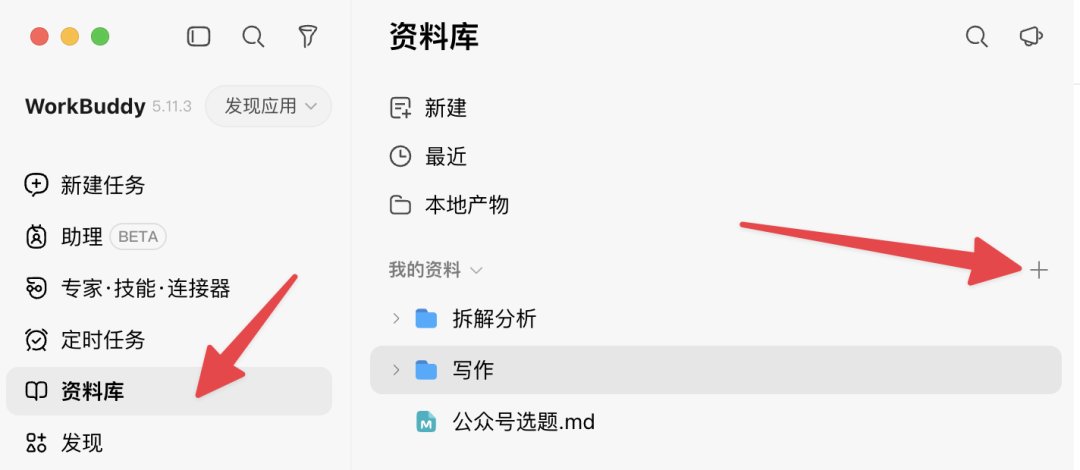 WorkBuddy 5.11.3 发现应用
新建任务
助理 BETA
专家·技能·连接器
定时任务
资料库
发现
资料库
新建
最近
本地产物
我的资料
拆解分析
写作
公众号选题.md